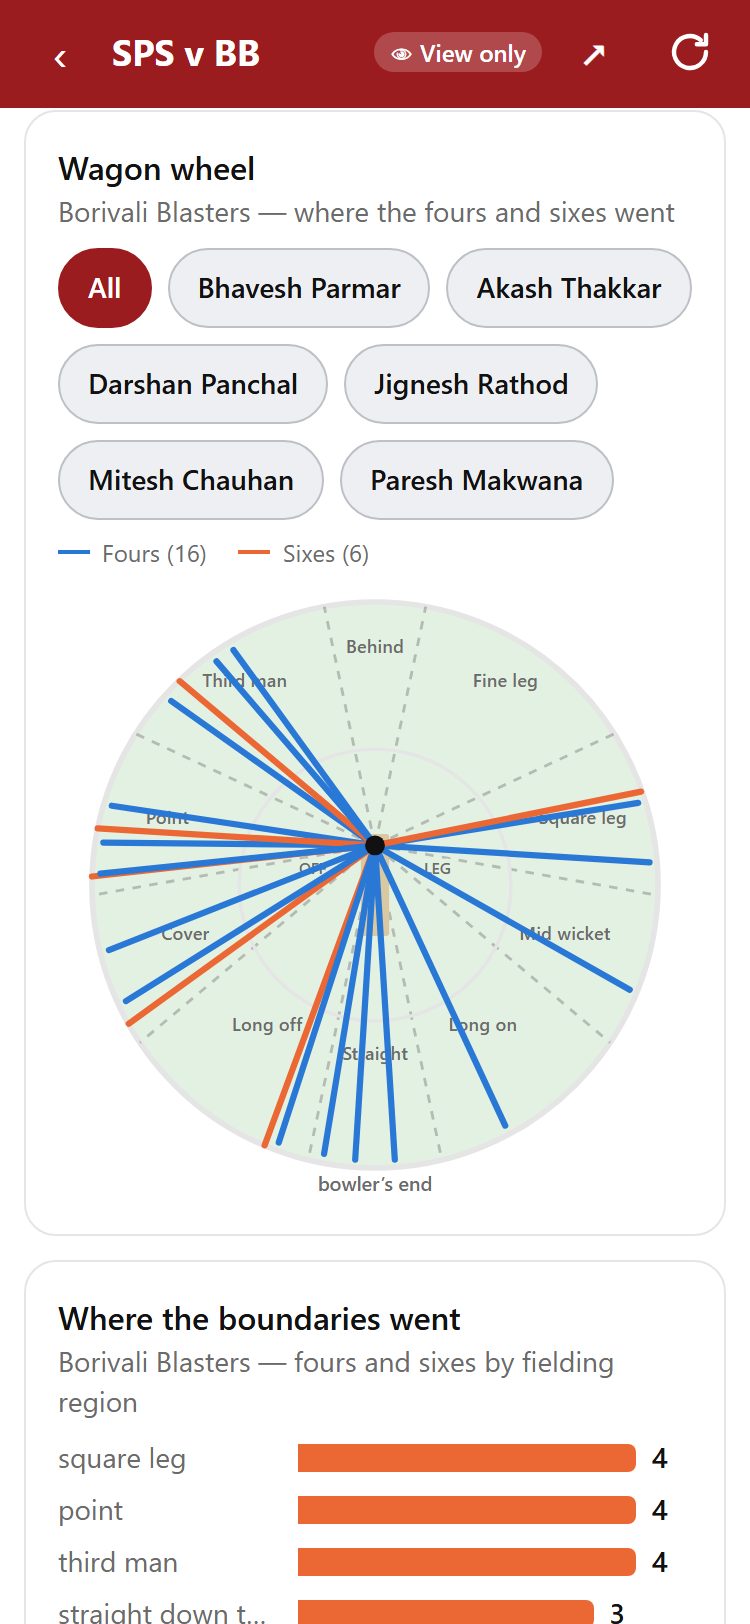 SPS v BB
View only
Wagon wheel
Borivali Blasters — where the fours and sixes went
All
Bhavesh Parmar
Akash Thakkar
Darshan Panchal
Jignesh Rathod
Mitesh Chauhan
Paresh Makwana
Fours (16)
Sixes (6)
Behind
Third man
Fine leg
Point
Square leg
OFF
LEG
Cover
Mid wicket
Long off
Long on
Straight
bowler's end
Where the boundaries went
Borivali Blasters — fours and sixes by fielding
region
square leg 4
point 4
third man 4
straight down t... 3